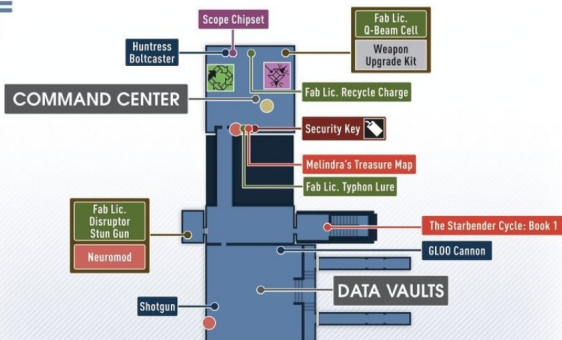 Scope Chipset
Fab Lic.
Q-Beam Cell
Weapon
Upgrade Kit
Huntress
Boltcaster
COMMAND CENTER
Fab Lic. Recycle Charge
Security Key
Melindra's Treasure Map
Fab Lic. Typhon Lure
Fab Lic.
Disruptor
Stun Gun
Neuromod
The Starbender Cycle: Book 1
GLOO Cannon
DATA VAULTS
Shotgun